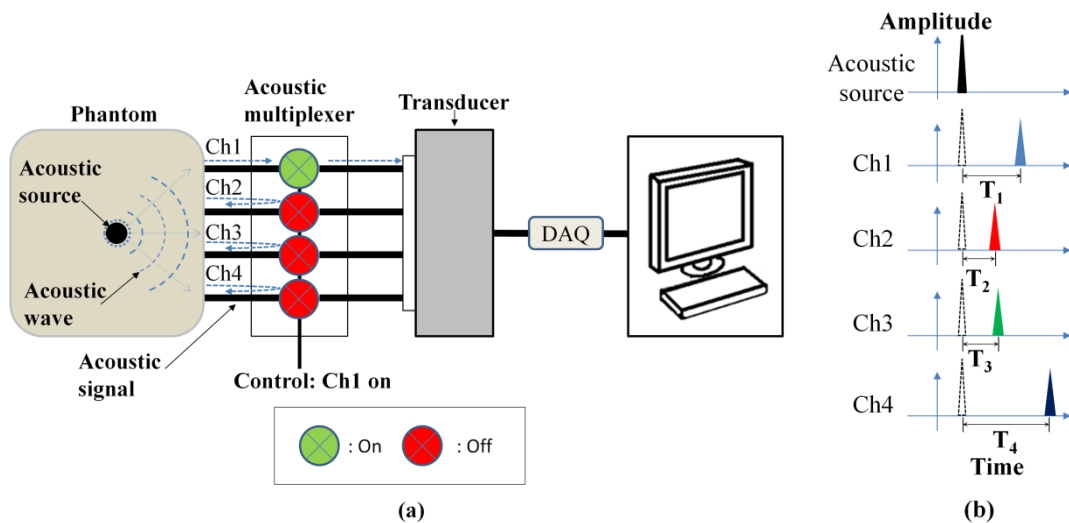 Phantom
Acoustic
source
Acoustic
wave
Acoustic
signal
Acoustic
multiplexer
Ch1
Ch2
Ch3
Ch4
Control: Ch1 on
Transducer
DAQ
: On
: Off
(a)
Amplitude
Acoustic
source
Ch1
T1
Ch2
T2
Ch3
T3
Ch4
T4
Time
(b)